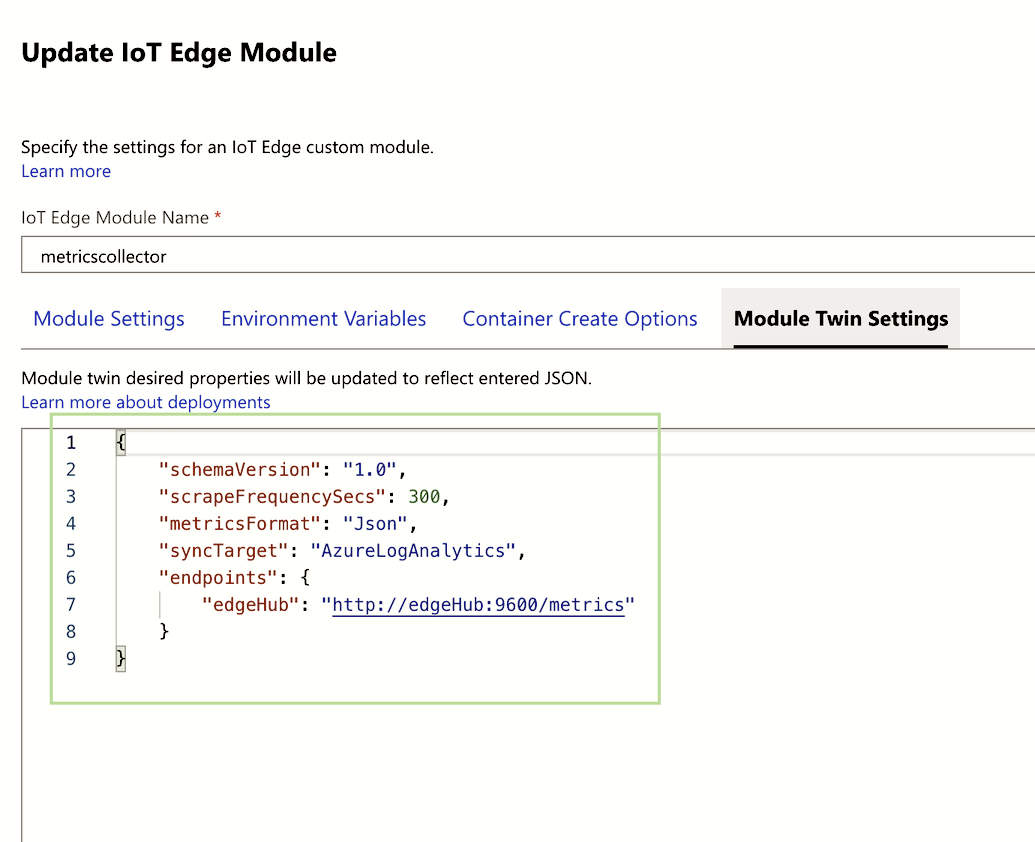 Update IoT Edge Module
Specify the settings for an IoT Edge custom module.
Learn more
IoT Edge Module Name *
metricscollector
Module Settings Environment Variables Container Create Options Module Twin Settings
Module twin desired properties will be updated to reflect entered JSON.
Learn more about deployments
1 {
2 "schemaVersion": "1.0",
3 "scrapeFrequencySecs": 300,
4 "metricsFormat": "Json",
5 "syncTarget": "AzureLogAnalytics",
6 "endpoints": {
7 "edgeHub": "http://edgeHub:9600/metrics"
8 }
9 }